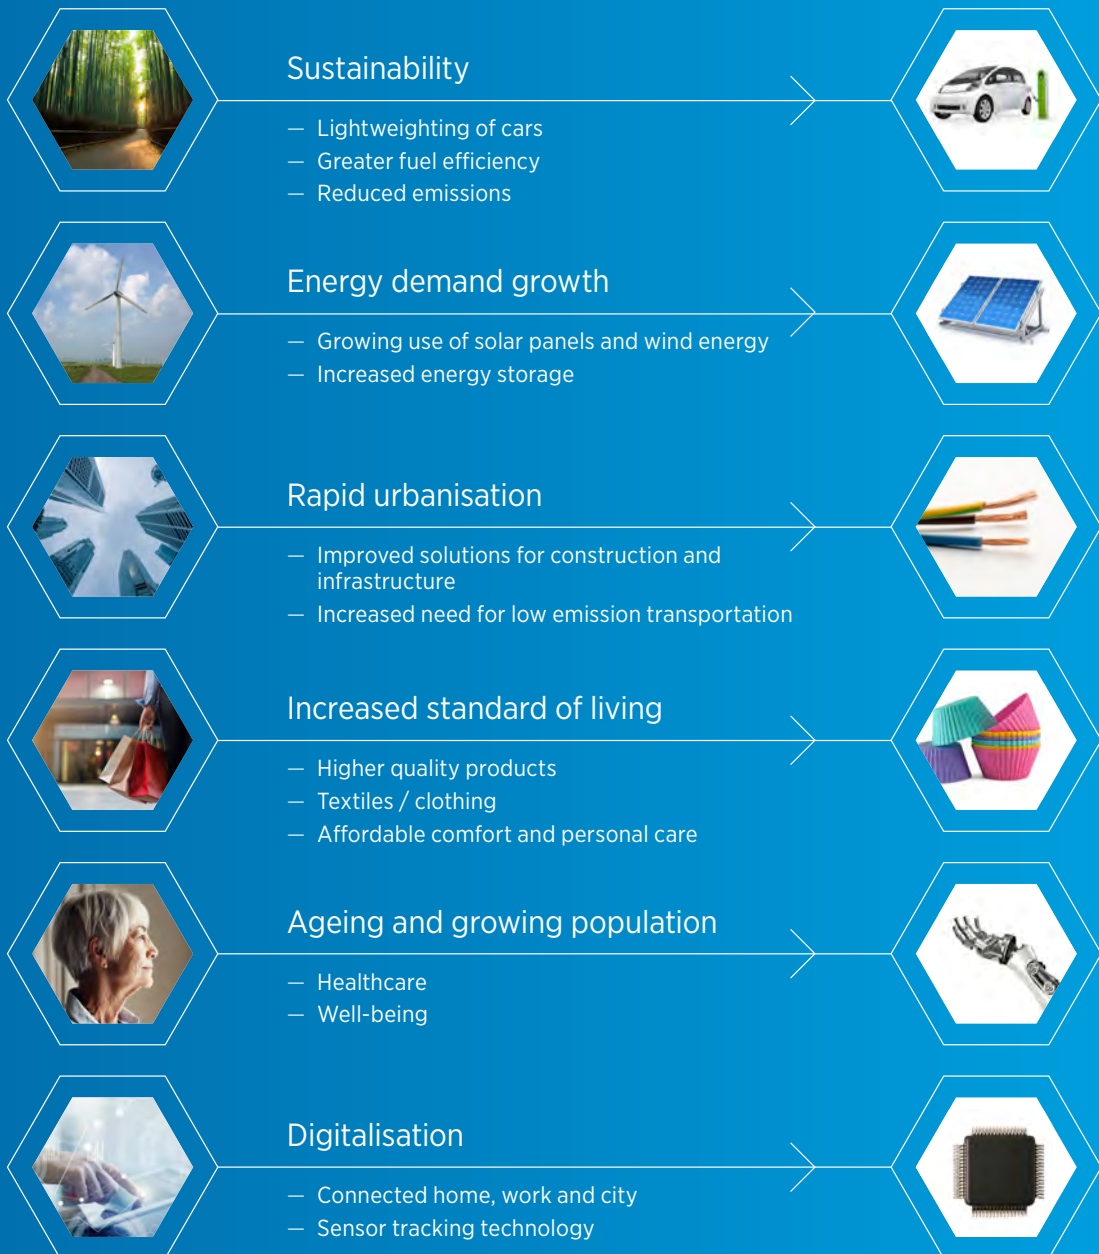 Sustainability
— Lightweighting of cars
— Greater fuel efficiency
— Reduced emissions
Energy demand growth
— Growing use of solar panels and wind energy
— Increased energy storage
Rapid urbanisation
— Improved solutions for construction and
infrastructure
— Increased need for low emission transportation
Increased standard of living
— Higher quality products
— Textiles / clothing
— Affordable comfort and personal care
Ageing and growing population
— Healthcare
— Well-being
Digitalisation
— Connected home, work and city
— Sensor tracking technology